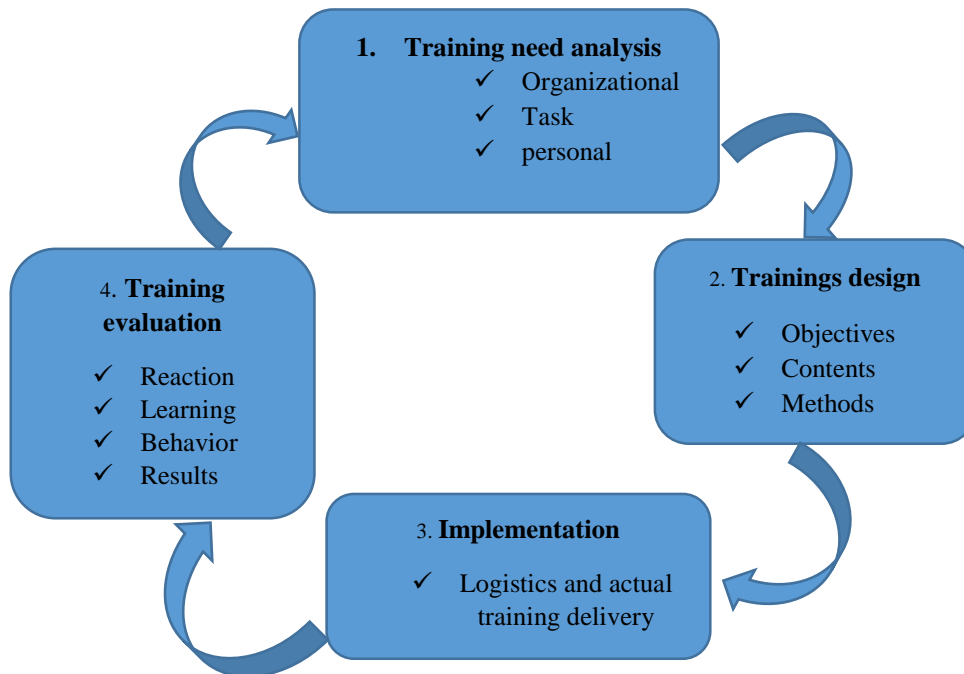 1. Training need analysis
✓ Organizational
✓ Task
✓ personal
2. Trainings design
✓ Objectives
✓ Contents
✓ Methods
3. Implementation
✓ Logistics and actual
training delivery
4. Training
evaluation
✓ Reaction
✓ Learning
✓ Behavior
✓ Results